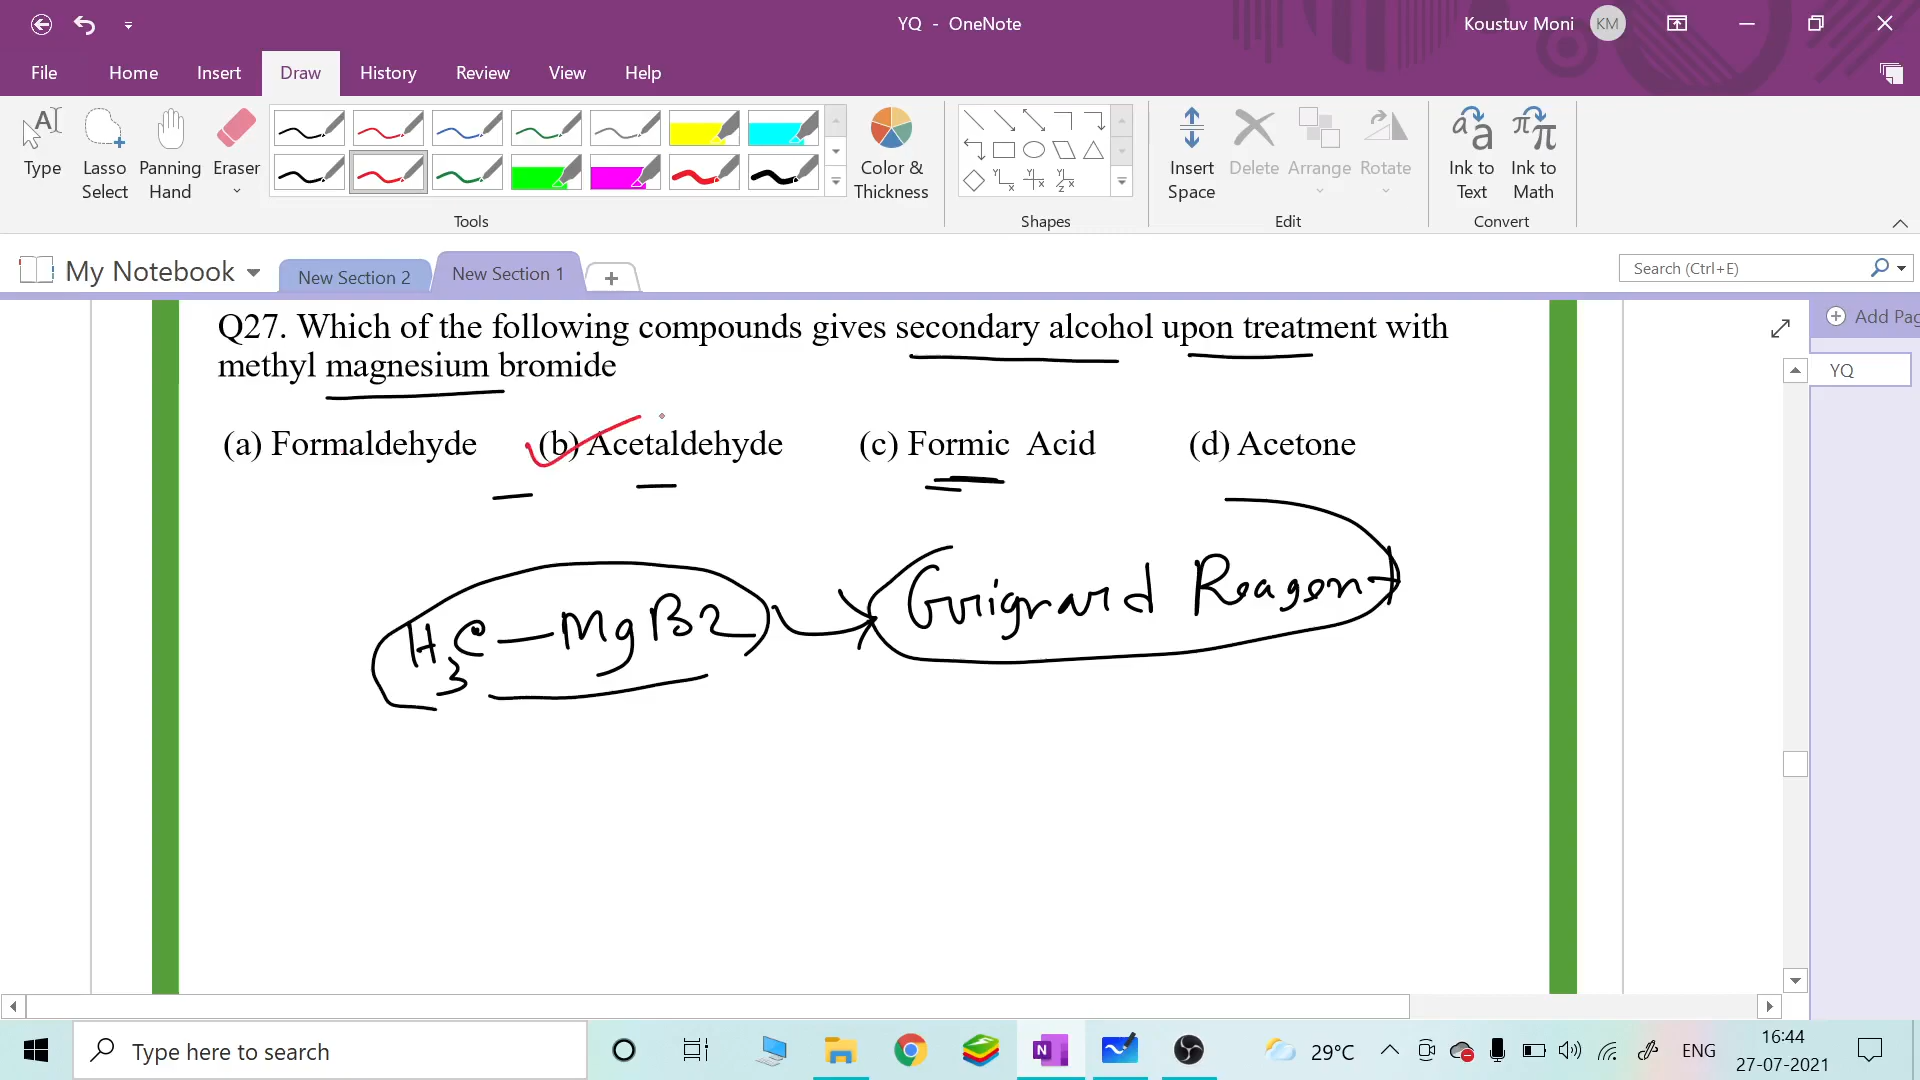 YQ - OneNote
Koustuv Moni KM
File Home Insert Draw History Review View Help
Type Lasso Select Panning Hand Eraser Color & Thickness Insert Space Delete Arrange Rotate Ink to Text Ink to Math
Tools Shapes Edit Convert
My Notebook New Section 2 New Section 1 + Search (Ctrl+E)
Q27. Which of the following compounds gives secondary alcohol upon treatment with
methyl magnesium bromide
Add Pag
YQ
(a) Formaldehyde (b) Acetaldehyde (c) Formic Acid (d) Acetone
H3C — MgBr Grignard Reagent
Type here to search
29°C ENG 16:44
27-07-2021